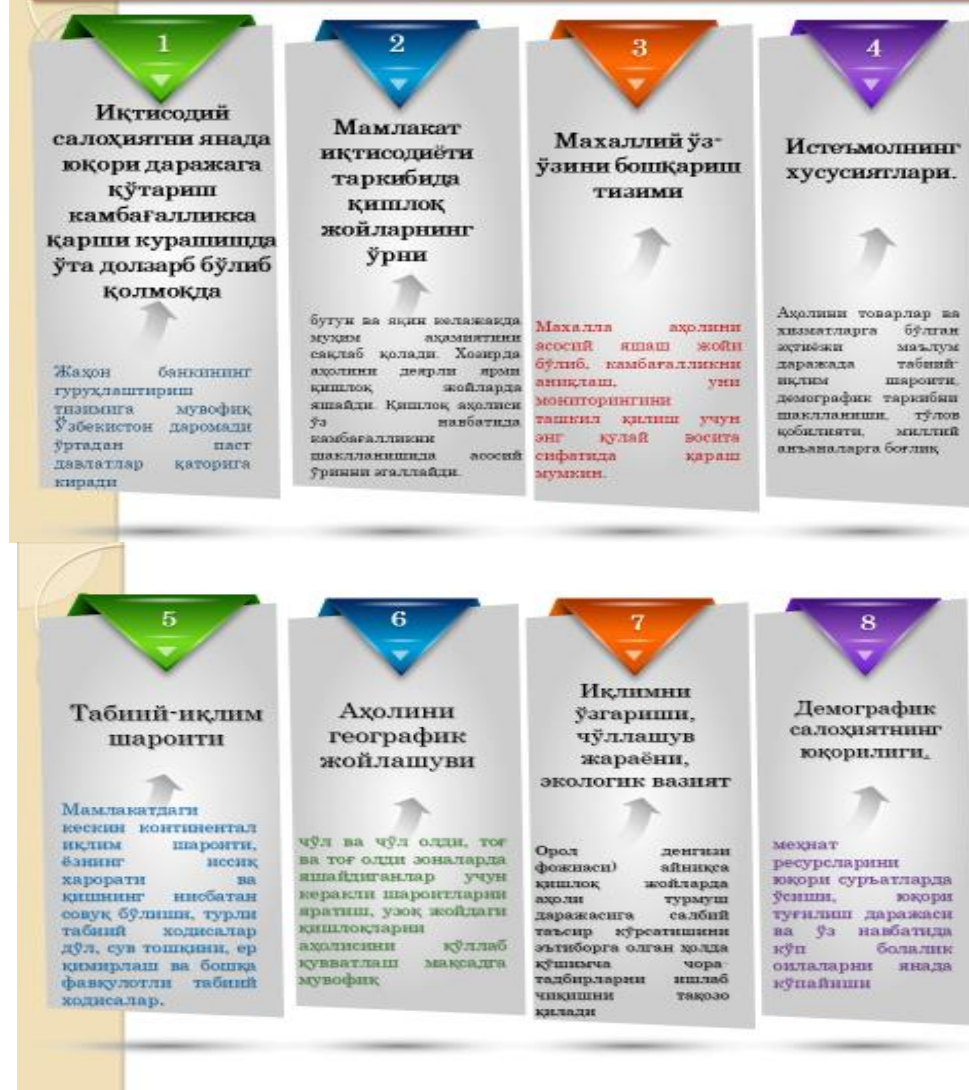 1
Иқтисодий
салоҳиятни янада
юқори даражага
қўтариш
камбағалликка
қарши курашишда
ўта долзарб бўлиб
қолмоқда
Жаҳон банкининг
гуруҳлаштириш
тизимига мувофиқ
Ўзбекистон даромади
ўртадан паст
давлатлар қаторига
киради
2
Мамлакат
иқтисодиёти
таркибида
қишлоқ
жойларнинг
ўрни
бугун ва яқин келажакда
муҳим аҳамиятини
сақлаб қолади. Хозирда
аҳолини деярли ярми
қишлоқ жойларда
яшайди. Қишлоқ аҳолиси
ўз навбатида
камбағалликни
шаклланишида асосий
ўринни эгаллайди.
3
Махаллий ўз-
ўзини бошқариш
тизими
Махалла аҳолини
асосий яшаш жойи
бўлиб, камбағалликни
аниқлаш, уни
мониторингини
ташкил қилиш учун
энг қулай восита
сифатида қараш
мумкин.
4
Истеъмолнинг
хусусиятлари.
Аҳолини товарлар ва
хизматларга бўлган
эҳтиёжи маълум
даражада табиий-
иқлим шароити,
демографик таркибни
шаклланиши, тўлов
қобилияти, миллий
анъаналарга боғлиқ
5
Табиий-иқлим
шароити
Мамлакатдаги
кескин континентал
иқлим шароити,
ёзнинг иссиқ
харорати ва
қишнинг нисбатан
совуқ бўлиши, турли
табиий ходисалар
дўл, сув тошқини, ер
қимирлаш ва бошқа
фавқулотли табиий
ходисалар.
6
Аҳолини
географик
жойлашуви
чўл ва чўл олди, тоғ
ва тоғ олди зоналарда
яшайдиганлар учун
керакли шароитларни
яратиш, узоқ жойдаги
қишлоқларни
аҳолисини қўллаб
қувватлаш мақсадга
мувофиқ
7
Иқлимни
ўзгариши,
чўллашув
жараёни,
экологик вазият
Орол денгизи
фожиаси) айниқса
қишлоқ жойларда
аҳоли турмуш
даражасига салбий
таъсир кўрсатишини
эътиборга олган ҳолда
қўшимча чора-
тадбирларни ишлаб
чиқишни тақозо
қилади
8
Демографик
салоҳиятнинг
юқорилиги.
меҳнат
ресурсларини
юқори суръатларда
ўсиши, юқори
туғилиш даражаси
ва ўз навбатида
кўп болалик
оилаларни янада
кўпайиши